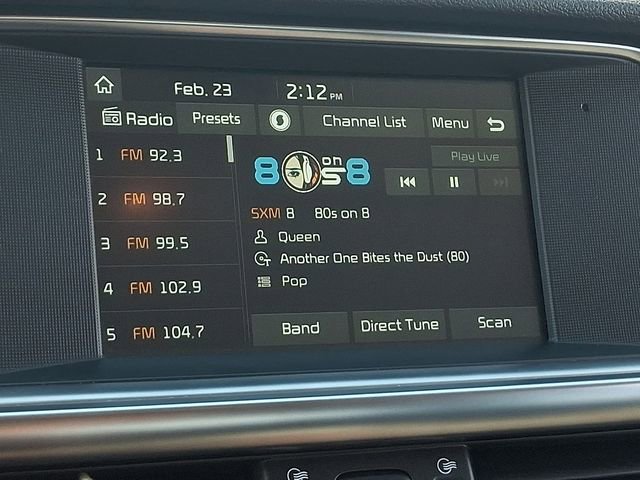 Feb. 23 2:12 PM
Radio Presets Channel List Menu
1 FM 92.3
2 FM 98.7
3 FM 99.5
4 FM 102.9
5 FM 104.7
80s on 8
Play Live
SXM 8 80s on 8
Queen
Another One Bites the Dust (80)
Pop
Band Direct Tune Scan